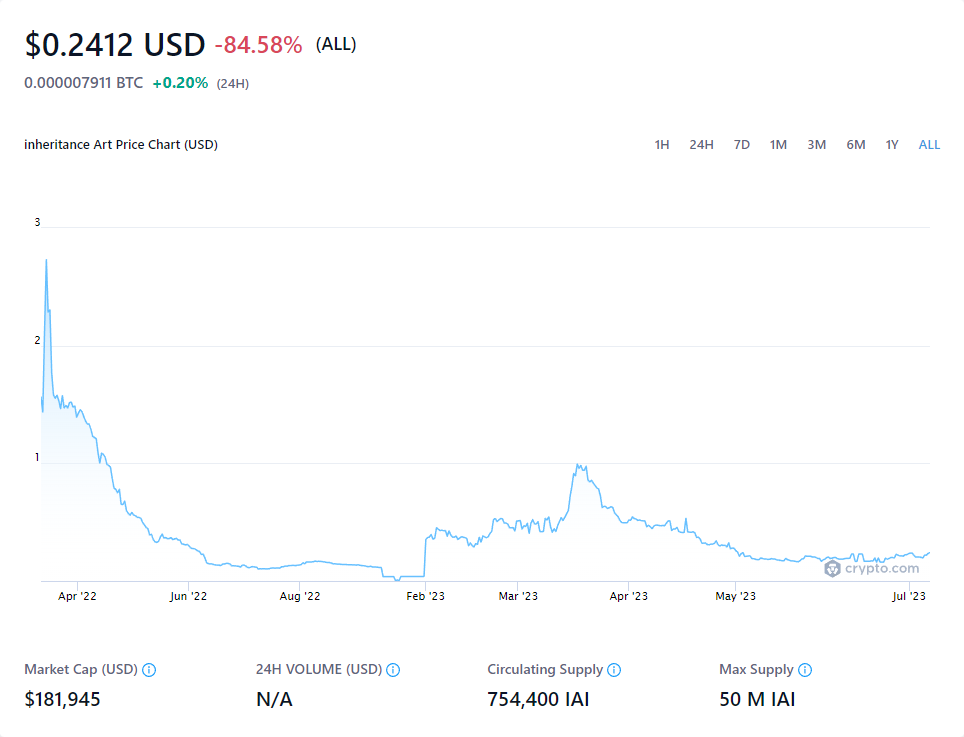 $0.2412 USD -84.58% (ALL)
0.000007911 BTC +0.20% (24H)
inheritance Art Price Chart (USD) 1H 24H 7D 1M 3M 6M 1Y ALL
3
2
1
crypto.com
Apr '22 Jun '22 Aug '22 Feb '23 Mar '23 Apr '23 May '23 Jul '23
Market Cap (USD) 24H VOLUME (USD) Circulating Supply Max Supply
$181,945 N/A 754,400 IAI 50 M IAI